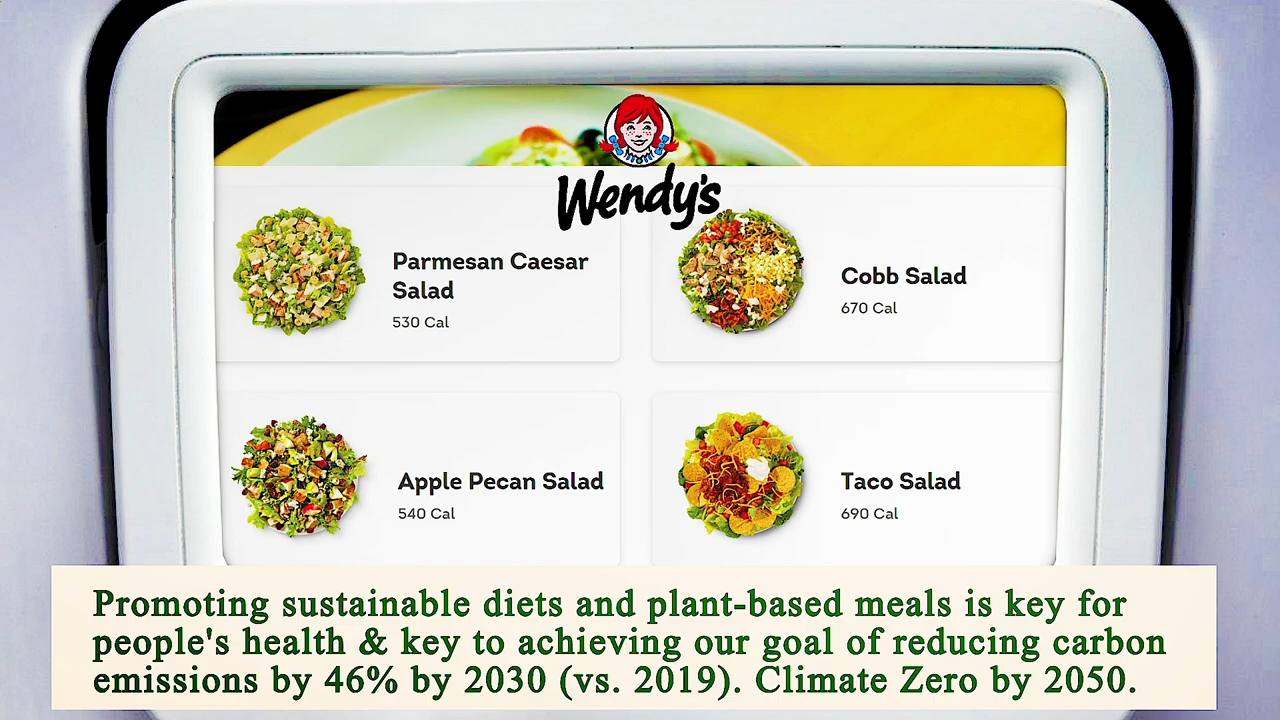 Wendy's
Parmesan Caesar
Salad
530 Cal
Cobb Salad
670 Cal
Apple Pecan Salad
540 Cal
Taco Salad
690 Cal
Promoting sustainable diets and plant-based meals is key for
people's health & key to achieving our goal of reducing carbon
emissions by 46% by 2030 (vs. 2019). Climate Zero by 2050.